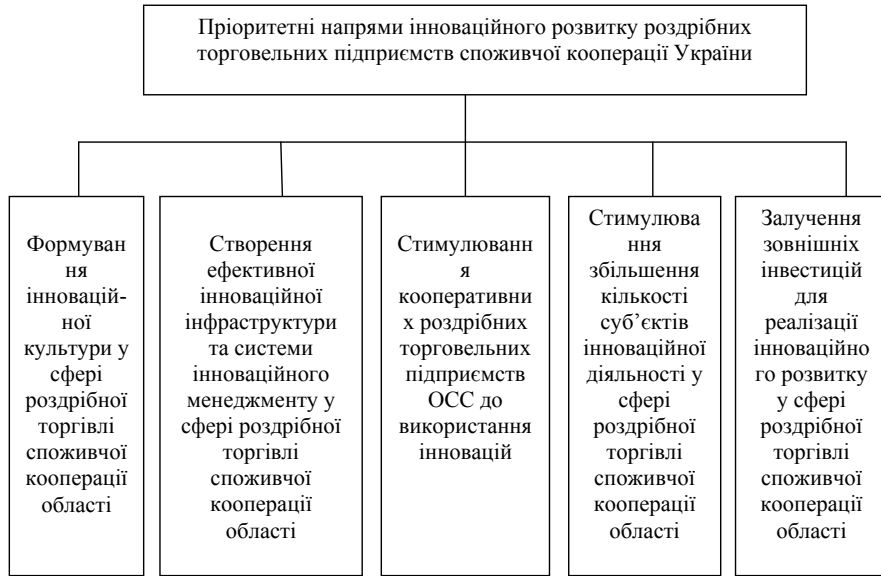 Пріоритетні напрями інноваційного розвитку роздрібних
торговельних підприємств споживчої кооперації України
Формуван
ня
інновацій-
ної
культури у
сфері
роздрібної
торгівлі
споживчої
кооперації
області
Створення
ефективної
інноваційної
інфраструктури
та системи
інноваційного
менеджменту у
сфері роздрібної
торгівлі
споживчої
кооперації
області
Стимулюванн
я
кооперативни
х роздрібних
торговельних
підприємств
ОСС до
використання
інновацій
Стимулюва
ння
збільшення
кількості
суб’єктів
інноваційної
діяльності у
сфері
роздрібної
торгівлі
споживчої
кооперації
області
Залучення
зовнішніх
інвестицій
для
реалізації
інноваційно
го розвитку
у сфері
роздрібної
торгівлі
споживчої
кооперації
області